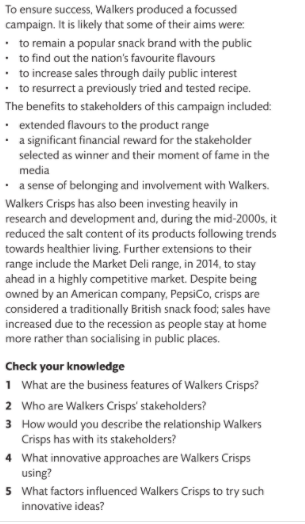 To ensure success, Walkers produced a focussed
campaign. It is likely that some of their aims were:
• to remain a popular snack brand with the public
• to find out the nation's favourite flavours
• to increase sales through daily public interest
• to resurrect a previously tried and tested recipe.
The benefits to stakeholders of this campaign included:
• extended flavours to the product range
• a significant financial reward for the stakeholder
selected as winner and their moment of fame in the
media
• a sense of belonging and involvement with Walkers.
Walkers Crisps has also been investing heavily in
research and development and, during the mid-2000s, it
reduced the salt content of its products following trends
towards healthier living. Further extensions to their
range include the Market Deli range, in 2014, to stay
ahead in a highly competitive market. Despite being
owned by an American company, PepsiCo, crisps are
considered a traditionally British snack food; sales have
increased due to the recession as people stay at home
more rather than socialising in public places.
Check your knowledge
1 What are the business features of Walkers Crisps?
2 Who are Walkers Crisps' stakeholders?
3 How would you describe the relationship Walkers
Crisps has with its stakeholders?
4 What innovative approaches are Walkers Crisps
using?
5 What factors influenced Walkers Crisps to try such
innovative ideas?